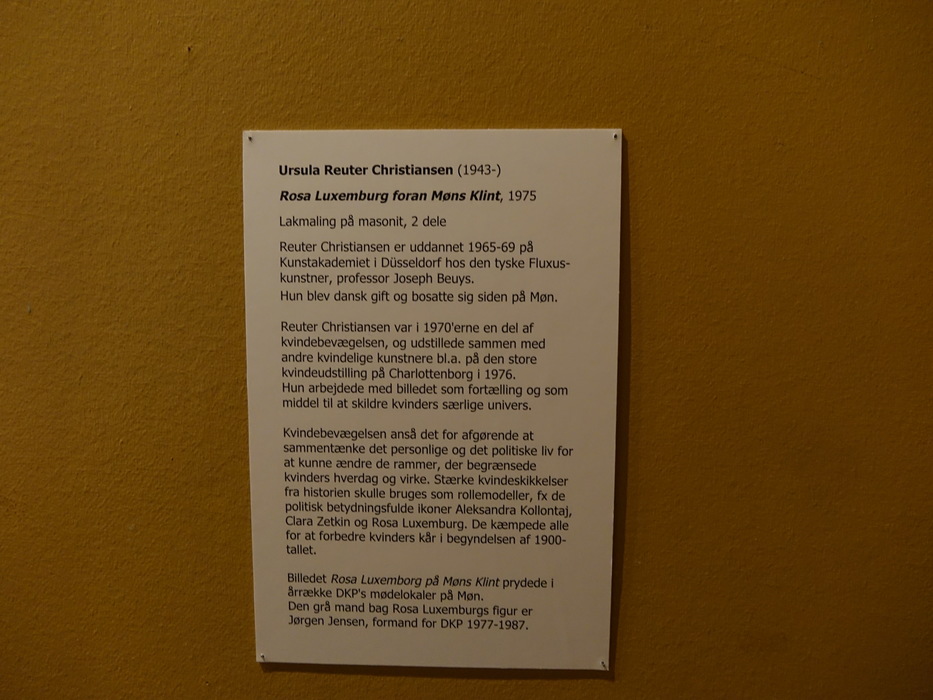 Ursula Reuter Christiansen (1943-)
Rosa Luxemburg foran Møns Klint, 1975
Lakmaling på masonit, 2 dele
Reuter Christiansen er uddannet 1965-69 på
Kunstakademiet i Düsseldorf hos den tyske Fluxus-
kunstner, professor Joseph Beuys.
Hun blev dansk gift og bosatte sig siden på Møn.
Reuter Christiansen var i 1970'erne en del af
kvindebevægelsen, og udstillede sammen med
andre kvindelige kunstnere bl.a. på den store
kvindeudstilling på Charlottenborg i 1976.
Hun arbejdede med billedet som fortælling og som
middel til at skildre kvinders særlige univers.
Kvindebevægelsen anså det for afgørende at
sammentænke det personlige og det politiske liv for
at kunne ændre de rammer, der begrænsede
kvinders hverdag og virke. Stærke kvindeskikkelser
fra historien skulle bruges som rollemodeller, fx de
politisk betydningsfulde ikoner Aleksandra Kollontaj,
Clara Zetkin og Rosa Luxemburg. De kæmpede alle
for at forbedre kvinders kår i begyndelsen af 1900-
tallet.
Billedet Rosa Luxemborg på Møns Klint prydede i
årrække DKP's mødelokaler på Møn.
Den grå mand bag Rosa Luxemburgs figur er
Jørgen Jensen, formand for DKP 1977-1987.